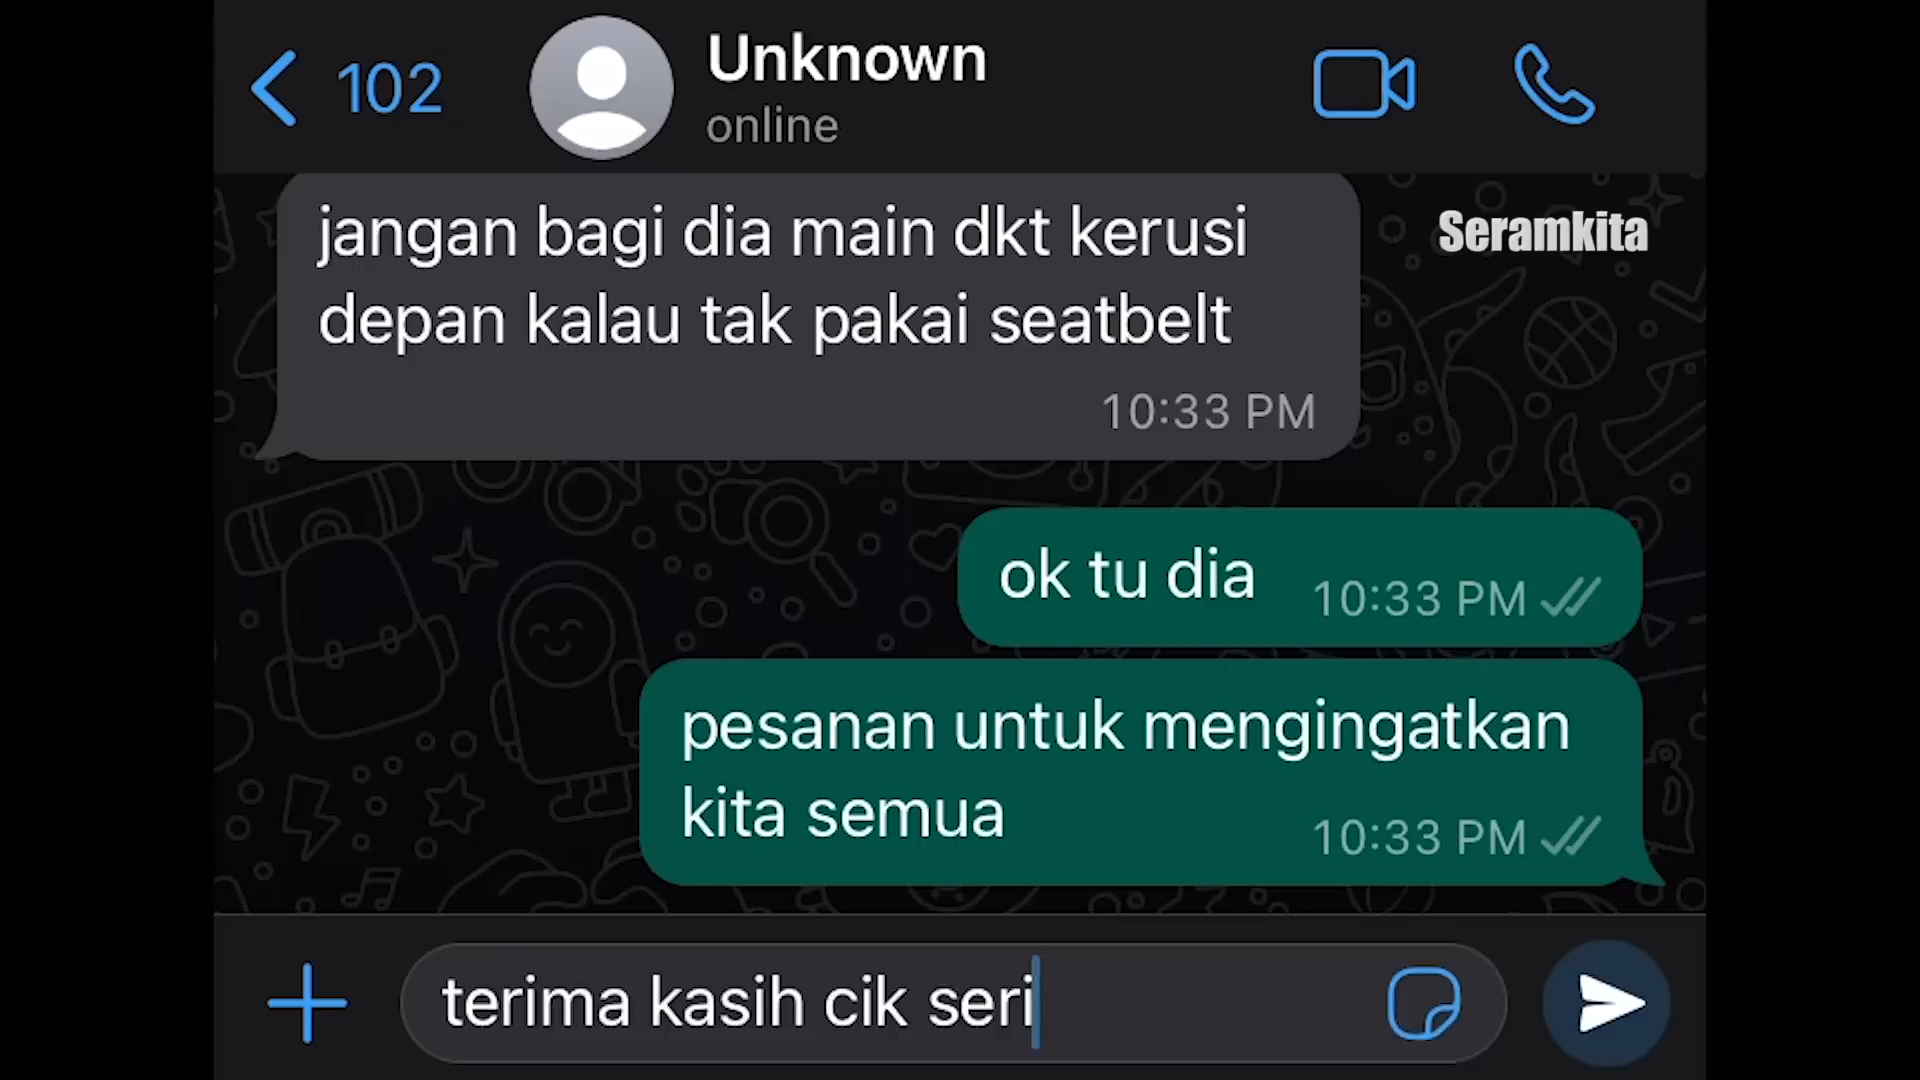 102
Unknown
online
Seramkita
jangan bagi dia main dkt kerusi
depan kalau tak pakai seatbelt
10:33 PM
ok tu dia 10:33 PM
pesanan untuk mengingatkan
kita semua 10:33 PM
terima kasih cik seri